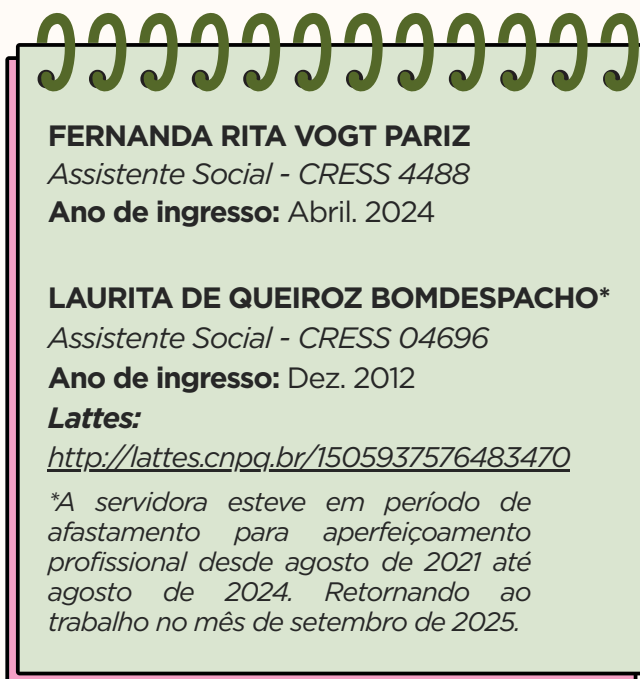 FERNANDA RITA VOGT PARIZ
Assistente Social - CRESS 4488
Ano de ingresso: Abril. 2024
LAURITA DE QUEIROZ BOMDESPACHO*
Assistente Social - CRESS 04696
Ano de ingresso: Dez. 2012
Lattes:
http://lattes.cnpq.br/1505937576483470
*A servidora esteve em período de
afastamento para aperfeiçoamento
profissional desde agosto de 2021 até
agosto de 2024. Retornando ao
trabalho no mês de setembro de 2025.